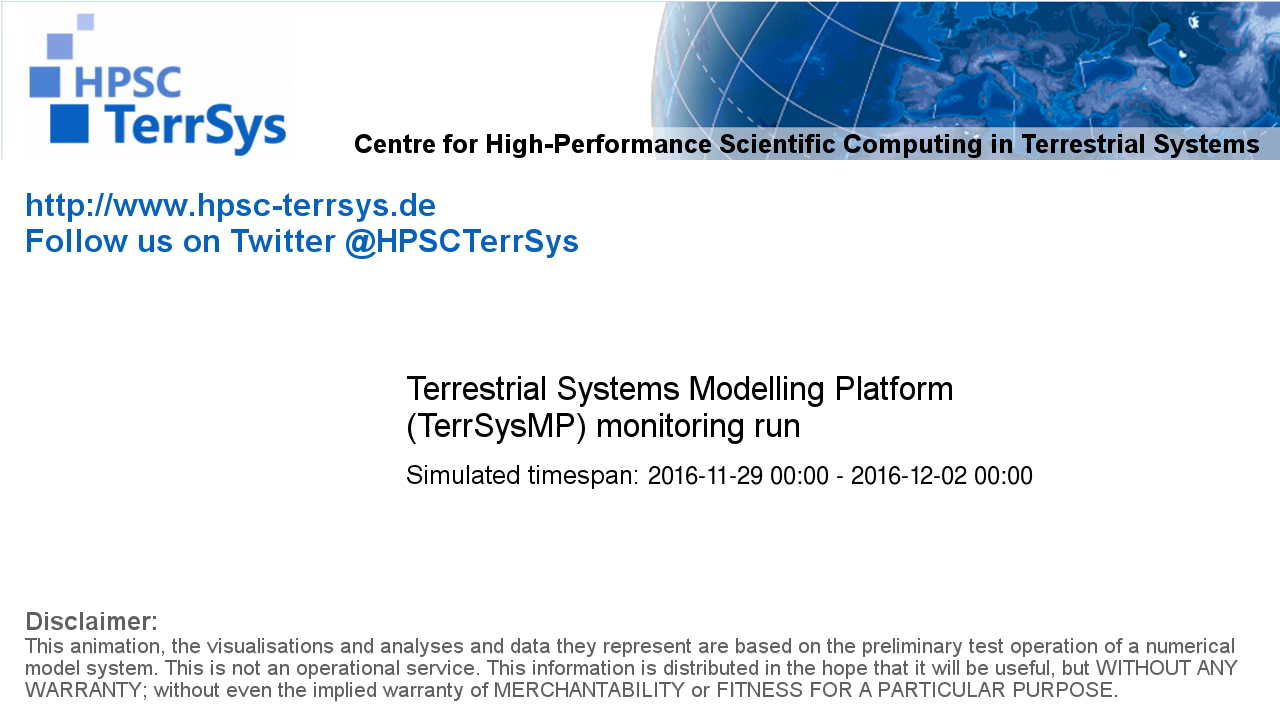 HPSC
TerrSys
Centre for High-Performance Scientific Computing in Terrestrial Systems
http://www.hpsc-terrsys.de
Follow us on Twitter @HPSCTerrSys
Terrestrial Systems Modelling Platform
(TerrSysMP) monitoring run
Simulated timespan: 2016-11-29 00:00 - 2016-12-02 00:00
Disclaimer:
This animation, the visualisations and analyses and data they represent are based on the preliminary test operation of a numerical
model system. This is not an operational service. This information is distributed in the hope that it will be useful, but WITHOUT ANY
WARRANTY; without even the implied warranty of MERCHANTABILITY or FITNESS FOR A PARTICULAR PURPOSE.